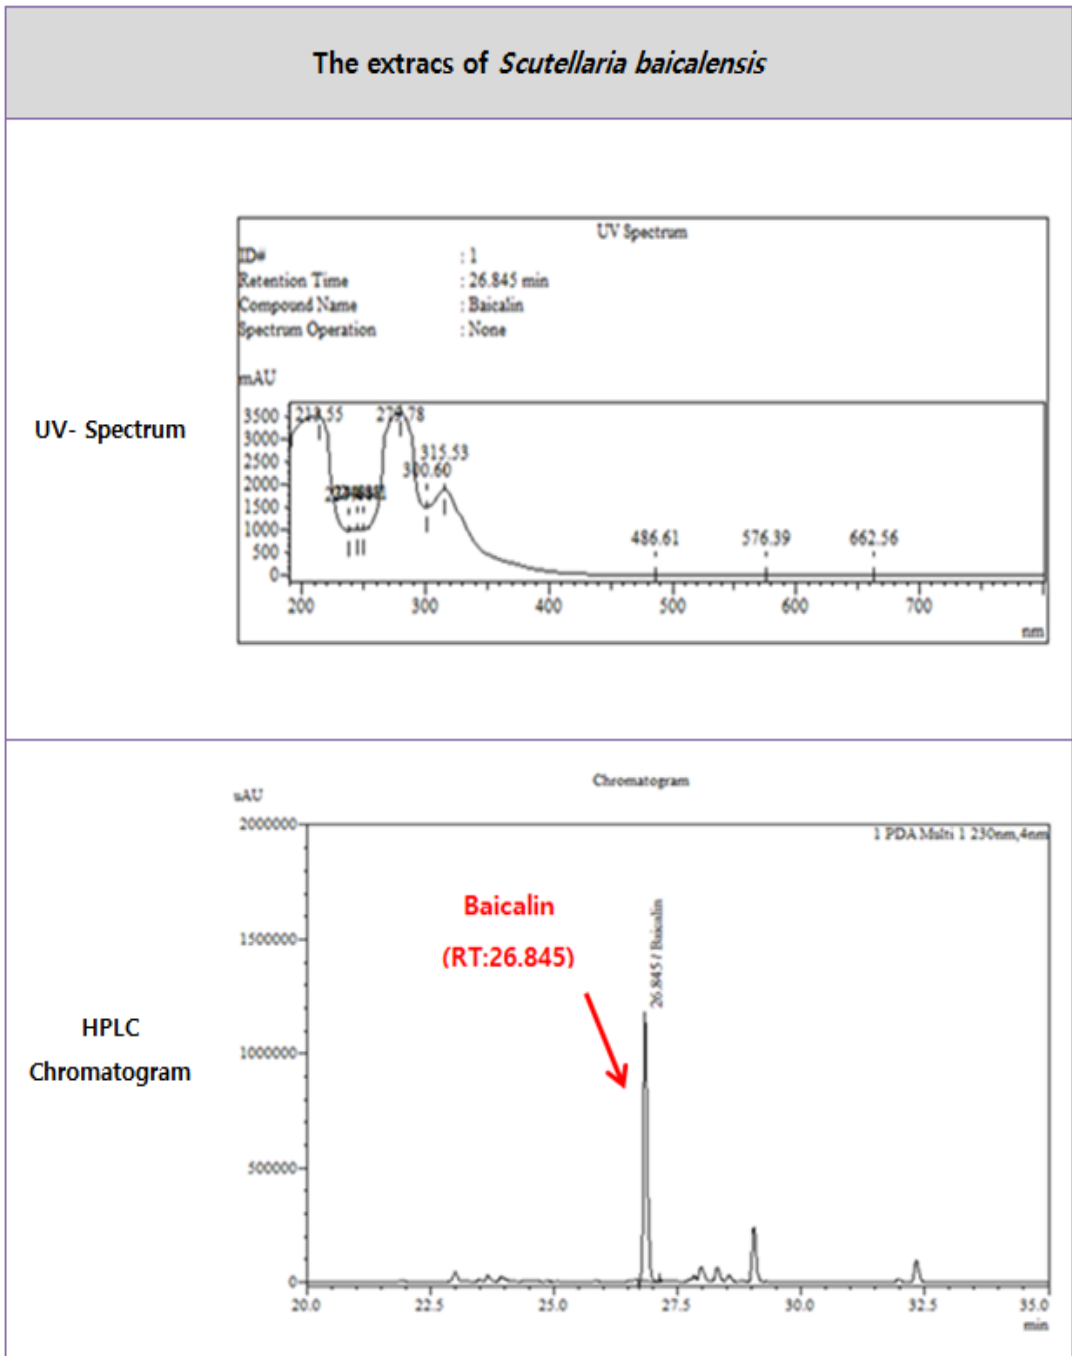 The extracs of Scutellaria baicalensis
UV- Spectrum
UV Spectrum
ID# : 1
Retention Time : 26.845 min
Compound Name : Baicalin
Spectrum Operation : None
mAU
3500
3000
2500
2000
1500
1000
500
0
279.78
315.53
300.60
486.61
576.39
662.56
200 300 400 500 600 700
nm
HPLC
Chromatogram
Chromatogram
uAU
1 PDA Multi 1 230nm,4nm
2000000
1500000
1000000
500000
0
Baicalin
(RT:26.845)
26.845 / Baicalin
20.0 22.5 25.0 27.5 30.0 32.5 35.0
min